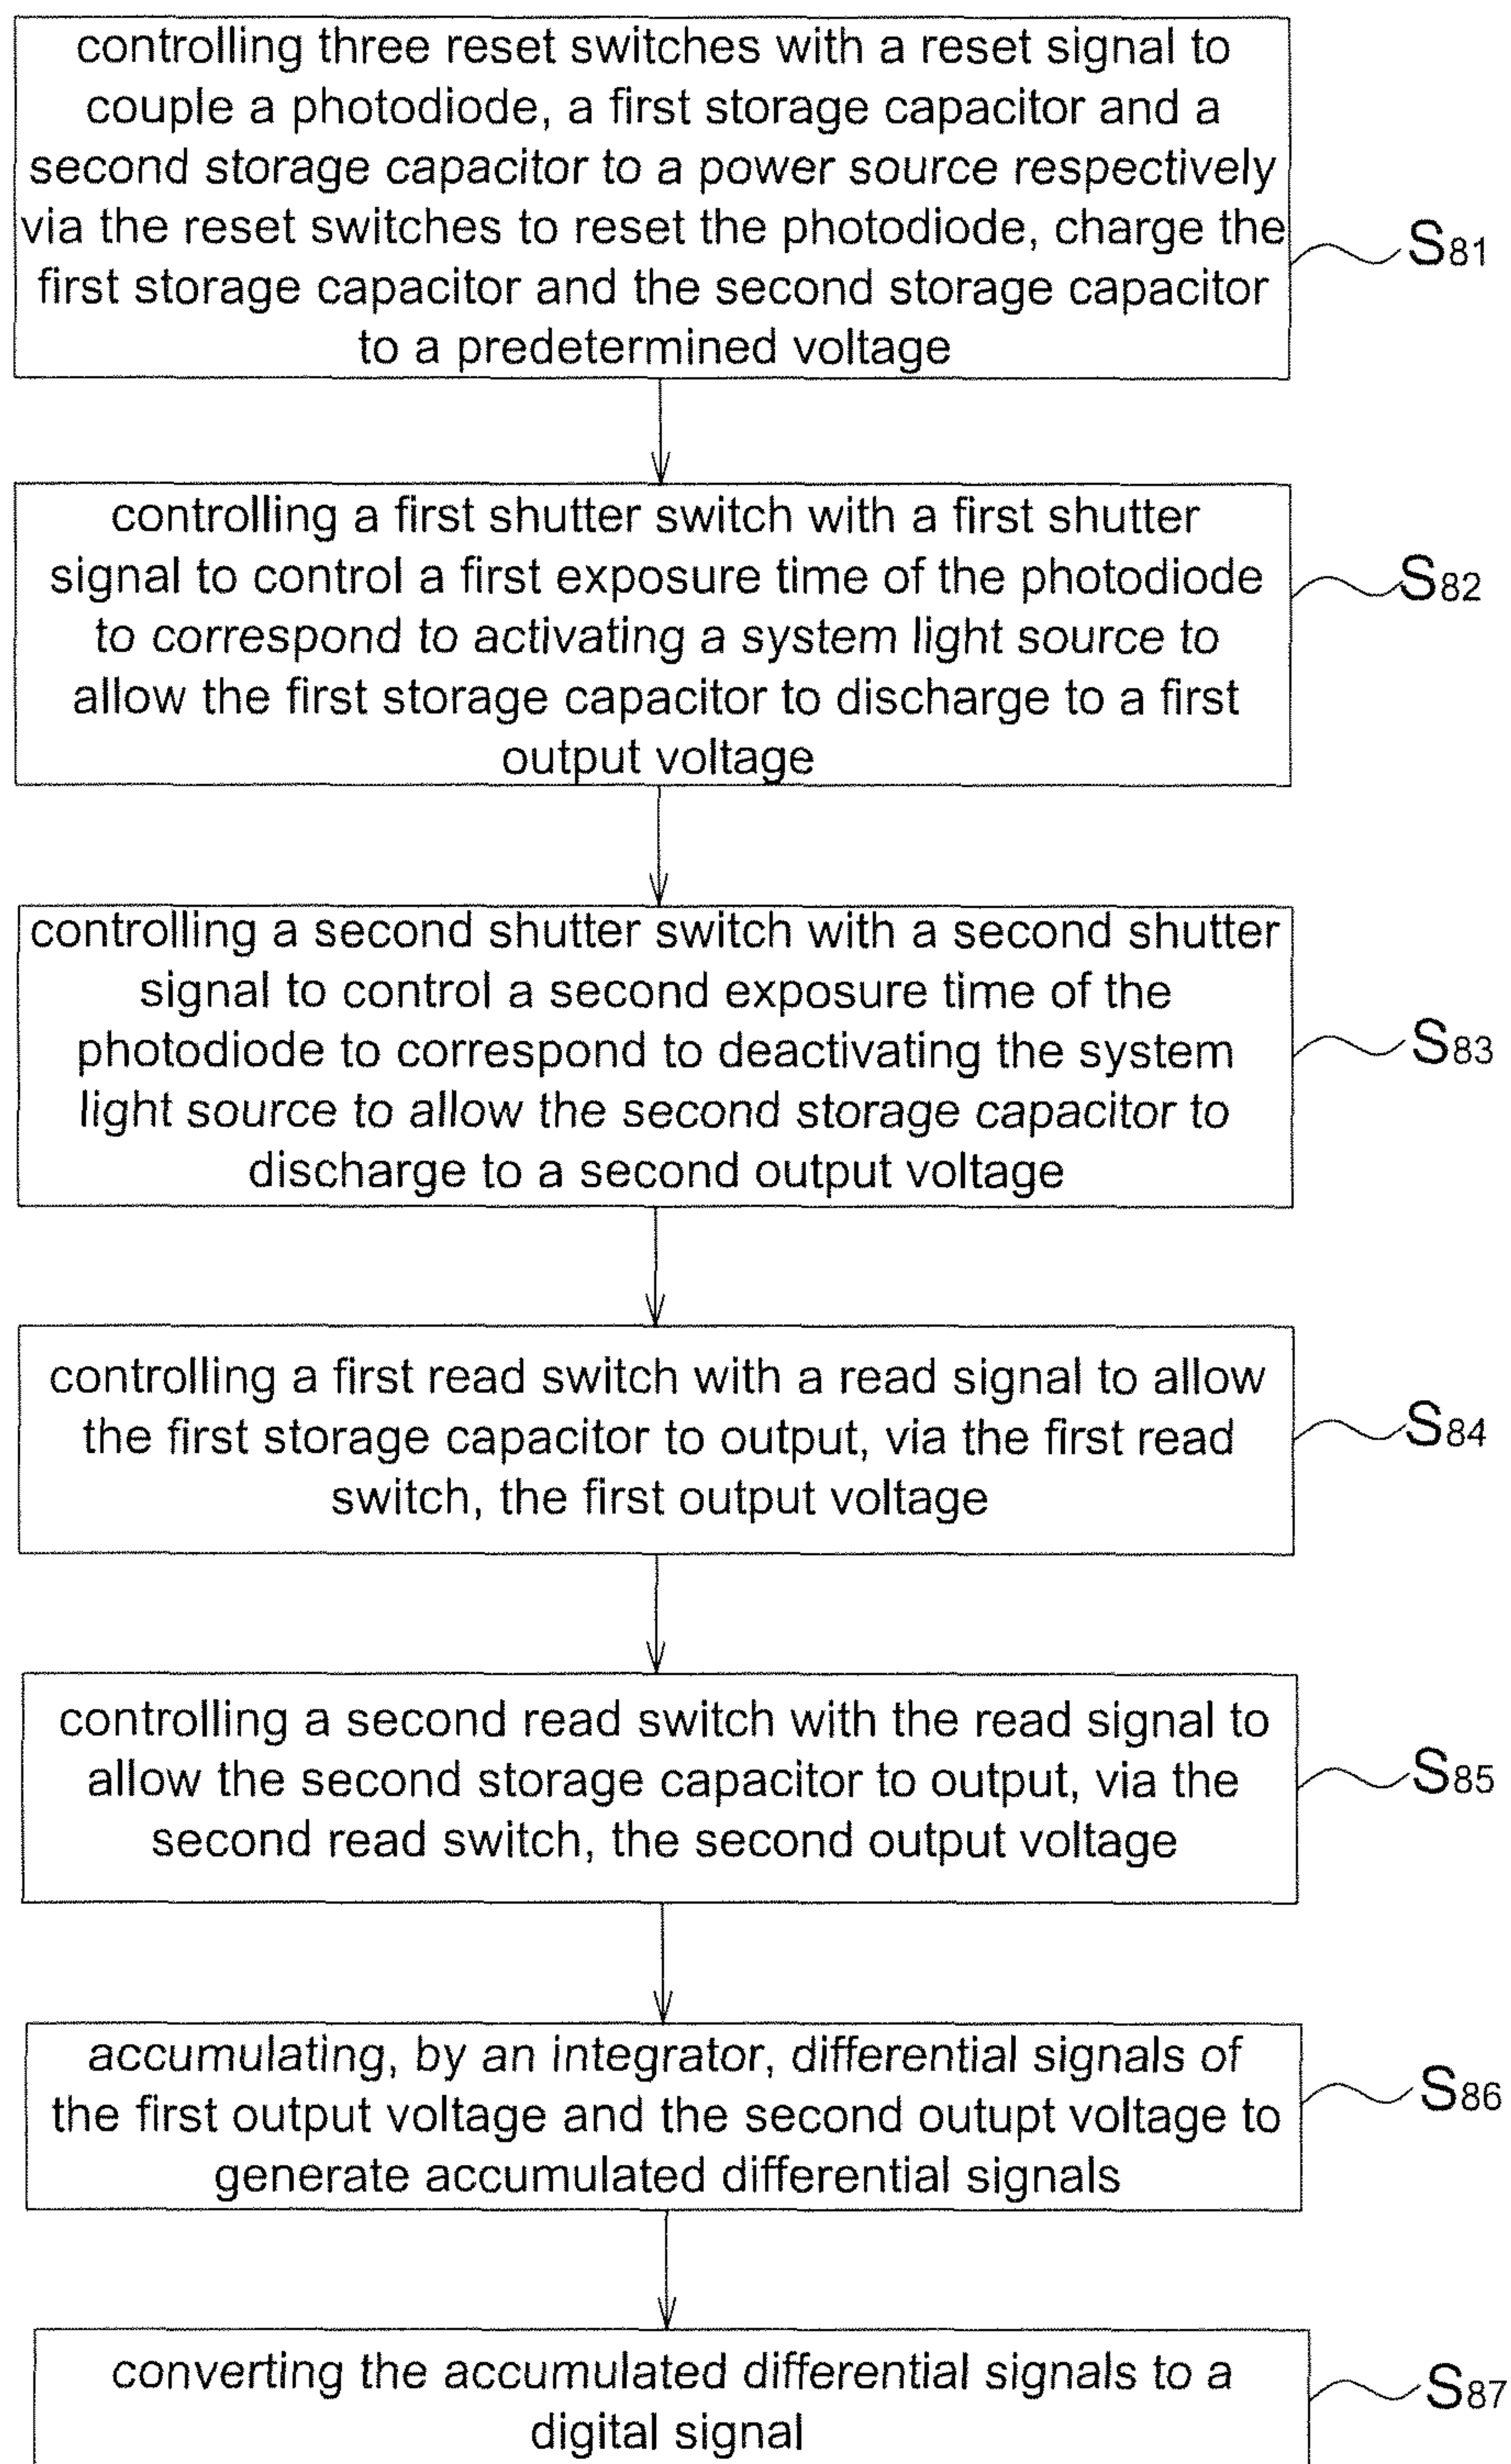 controlling three reset switches with a reset signal to
couple a photodiode, a first storage capacitor and a
second storage capacitor to a power source respectively
via the reset switches to reset the photodiode, charge the
first storage capacitor and the second storage capacitor
to a predetermined voltage
S81
controlling a first shutter switch with a first shutter
signal to control a first exposure time of the photodiode
to correspond to activating a system light source to
allow the first storage capacitor to discharge to a first
output voltage
S82
controlling a second shutter switch with a second shutter
signal to control a second exposure time of the
photodiode to correspond to deactivating the system
light source to allow the second storage capacitor to
discharge to a second output voltage
S83
controlling a first read switch with a read signal to allow
the first storage capacitor to output, via the first read
switch, the first output voltage
S84
controlling a second read switch with the read signal to
allow the second storage capacitor to output, via the
second read switch, the second output voltage
S85
accumulating, by an integrator, differential signals of
the first output voltage and the second outupt voltage to
generate accumulated differential signals
S86
converting the accumulated differential signals to a
digital signal
S87